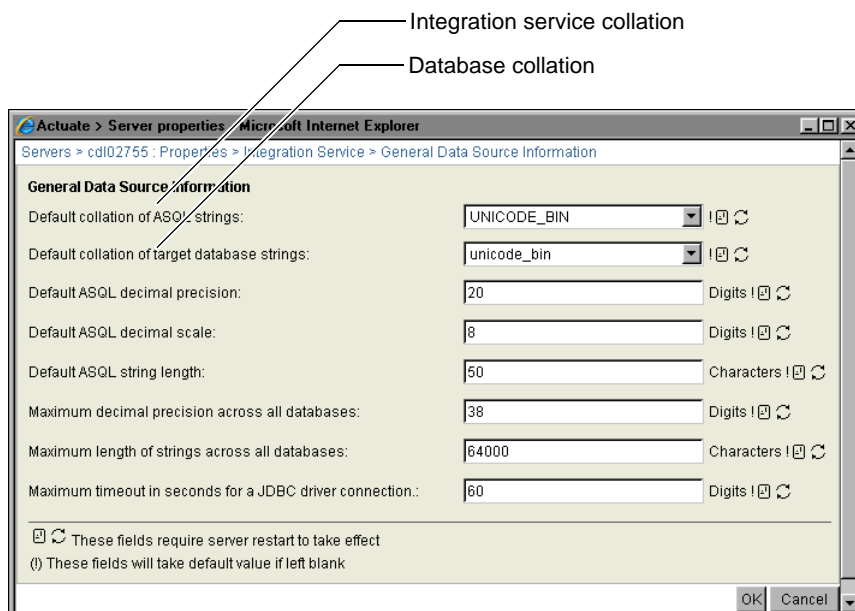 Integration service collation
Database collation
Actuate > Server properties - Microsoft Internet Explorer
Servers > cdl02755 : Properties > Integration Service > General Data Source Information
General Data Source Information
Default collation of ASQL strings: UNICODE_BIN !
Default collation of target database strings: unicode_bin !
Default ASQL decimal precision: 20 Digits !
Default ASQL decimal scale: 8 Digits !
Default ASQL string length: 50 Characters !
Maximum decimal precision across all databases: 38 Digits !
Maximum length of strings across all databases: 64000 Characters !
Maximum timeout in seconds for a JDBC driver connection.: 60 Digits !
These fields require server restart to take effect
(!) These fields will take default value if left blank
OK Cancel